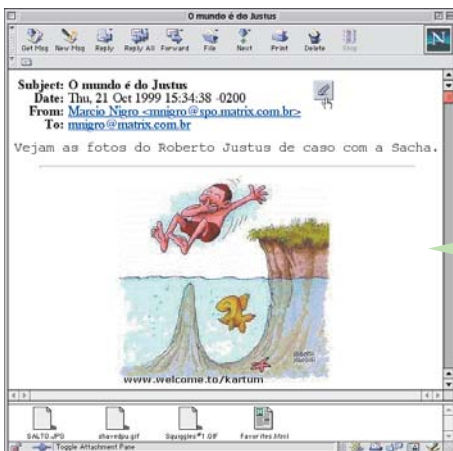 O mundo é do Justus
Get Msg New Msg Reply Reply All Forward File Next Print Delete Stop
Subject: O mundo é do Justus
Date: Thu, 21 Oct 1999 15:34:38 -0200
From: Marcio Nigro <mnigro@spo.matrix.com.br>
To: mnigro@matrix.com.br
Vejam as fotos do Roberto Justus de caso com a Sacha.
www.welcome.to/kartum
SALTO.JPG Squiggles#1.GIF Favorites.html
Toggle Attachment Pane